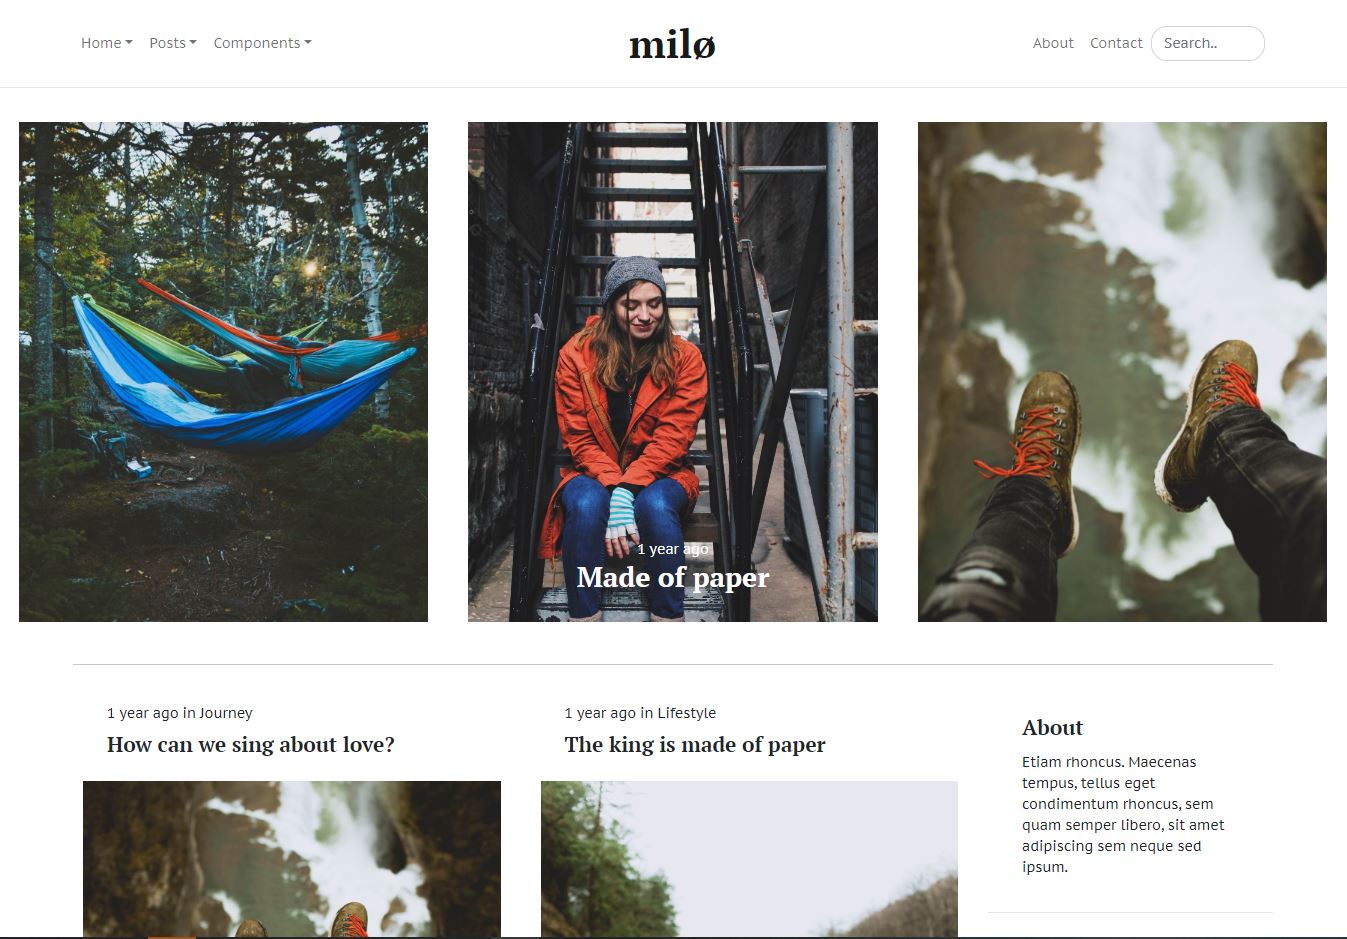 Home Posts Components milø About Contact Search..
1 year ago
Made of paper
1 year ago in Journey
How can we sing about love?
1 year ago in Lifestyle
The king is made of paper
About
Etiam rhoncus. Maecenas
tempus, tellus eget
condimentum rhoncus, sem
quam semper libero, sit amet
adipiscing sem neque sed
ipsum.